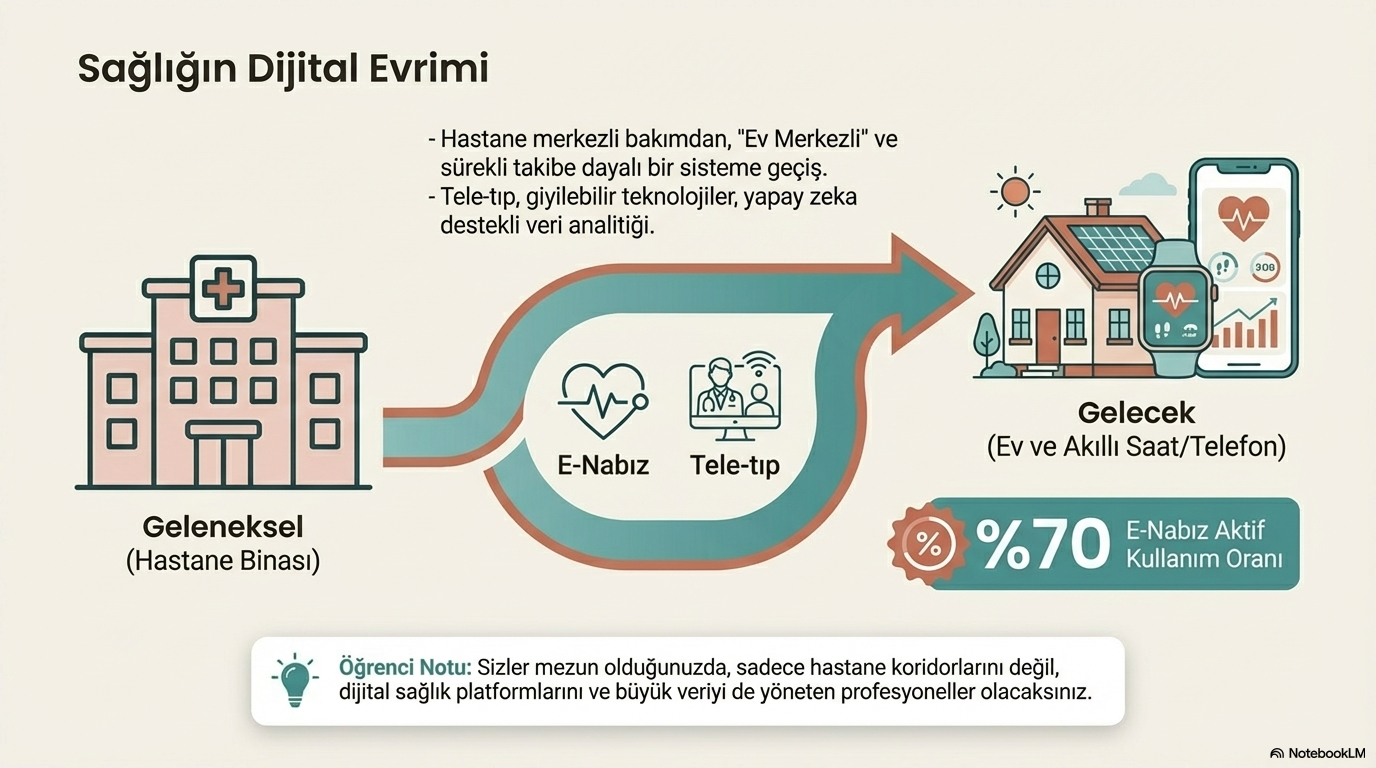 Sağlığın Dijital Evrimi
- Hastane merkezli bakımdan, "Ev Merkezli" ve
sürekli takibe dayalı bir sisteme geçiş.
- Tele-tıp, giyilebilir teknolojiler, yapay zeka
destekli veri analitiği.
E-Nabız
Tele-tıp
Geleneksel
(Hastane Binası)
Gelecek
(Ev ve Akıllı Saat/Telefon)
%
%70
E-Nabız Aktif
Kullanım Oranı
Öğrenci Notu: Sizler mezun olduğunuzda, sadece hastane koridorlarını değil,
dijital sağlık platformlarını ve büyük veriyi de yöneten profesyoneller olacaksınız.
NotebookLM